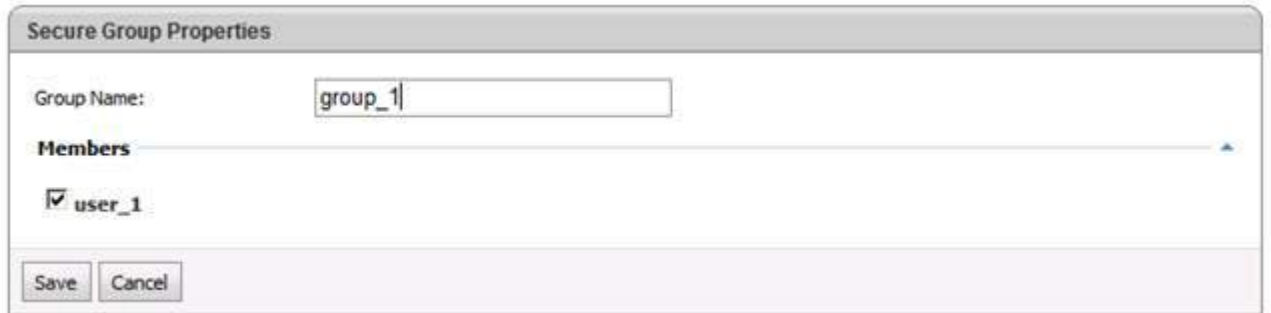 Secure Group Properties
Group Name: group_1
Members
user_1
Save Cancel